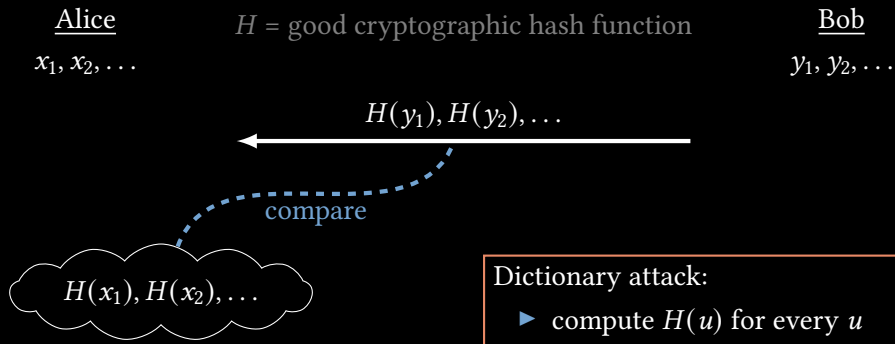 Alice H = good cryptographic hash function Bob
x₁, x₂, … y₁, y₂, …
H(y₁), H(y₂), …
compare
H(x₁), H(x₂), …
Dictionary attack:
▶ compute H(u) for every u